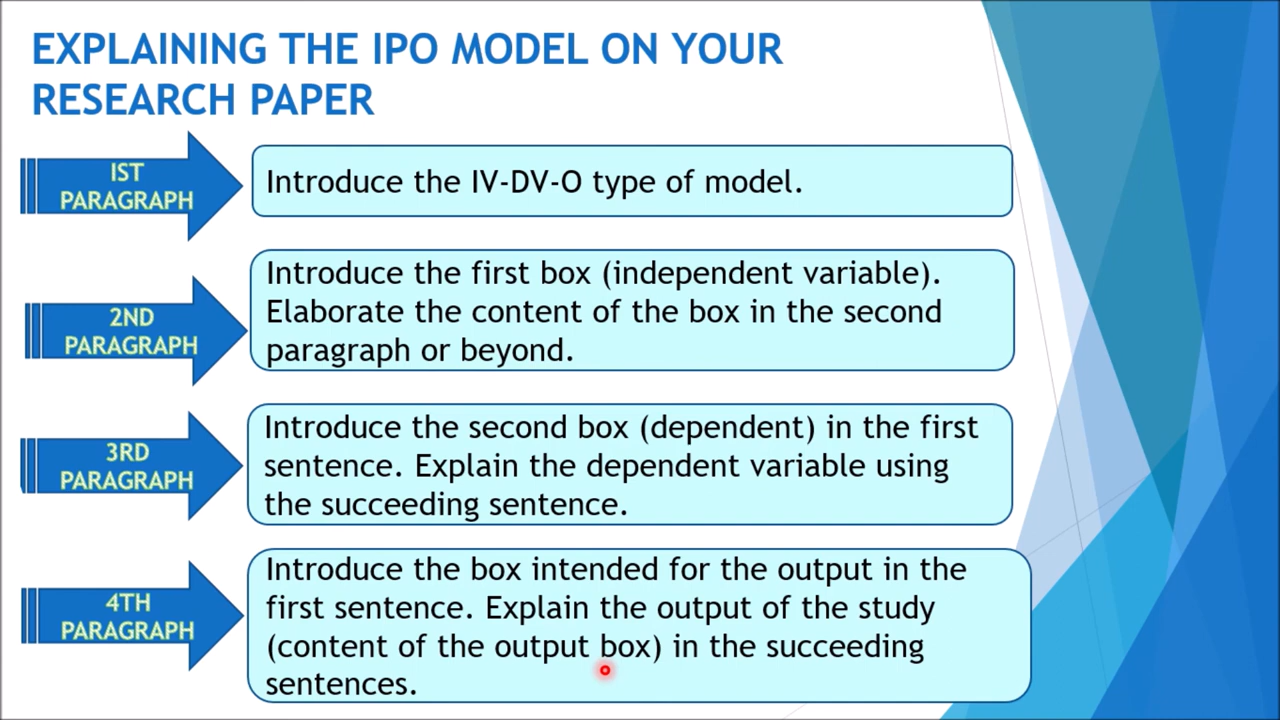 EXPLAINING THE IPO MODEL ON YOUR
RESEARCH PAPER
IST
PARAGRAPH
Introduce the IV-DV-O type of model.
2ND
PARAGRAPH
Introduce the first box (independent variable).
Elaborate the content of the box in the second
paragraph or beyond.
3RD
PARAGRAPH
Introduce the second box (dependent) in the first
sentence. Explain the dependent variable using
the succeeding sentence.
4TH
PARAGRAPH
Introduce the box intended for the output in the
first sentence. Explain the output of the study
(content of the output box) in the succeeding
sentences.